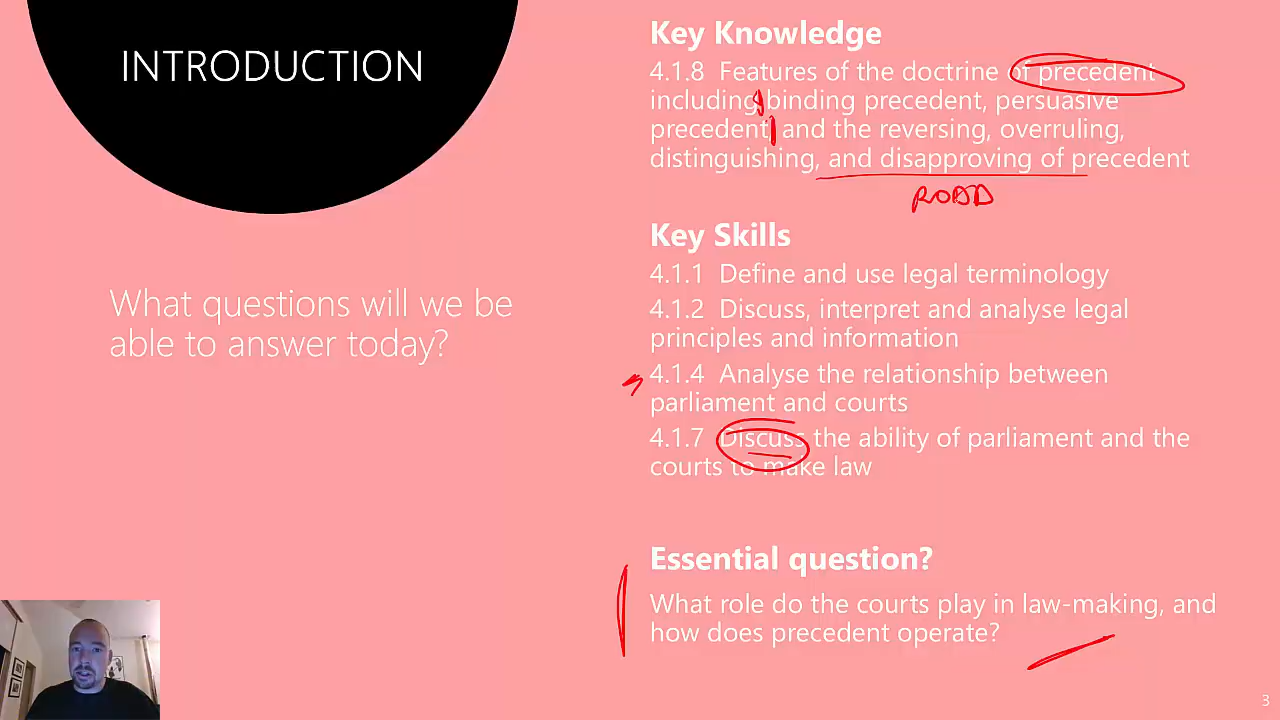 INTRODUCTION
What questions will we be
able to answer today?
Key Knowledge
4.1.8 Features of the doctrine of precedent
including binding precedent, persuasive
precedent, and the reversing, overruling,
distinguishing, and disapproving of precedent
RODD
Key Skills
4.1.1 Define and use legal terminology
4.1.2 Discuss, interpret and analyse legal
principles and information
4.1.4 Analyse the relationship between
parliament and courts
4.1.7 Discuss the ability of parliament and the
courts to make law
Essential question?
What role do the courts play in law-making, and
how does precedent operate?
3